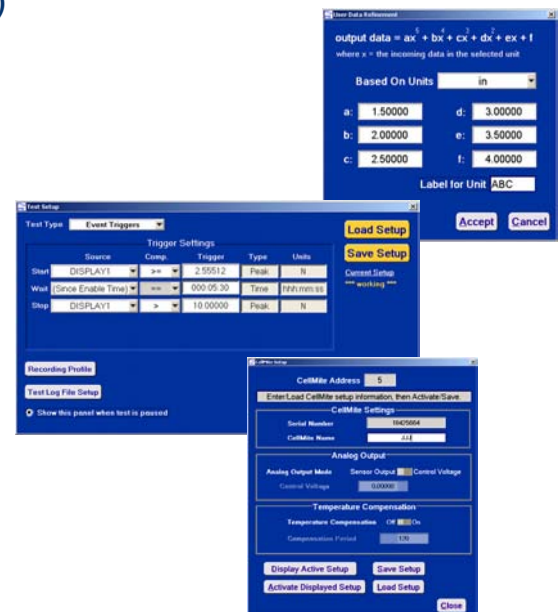 )
User Data Refinement
output data = ax5 + bx4 + cx3 + dx2 + ex + f
where x = the incoming data in the selected unit
Based On Units in
a: 1.50000 d: 3.00000
b: 2.00000 e: 3.50000
c: 2.50000 f: 4.00000
Label for Unit ABC
Accept Cancel
Test Setup
Test Type Event Triggers
Load Setup
Trigger Settings
Save Setup
Source Comp. Trigger Type Units
Current Setup
*** working ***
Start DISPLAY1 >= 2.55512 Peak N
Wait (Since Enable Time) == 000:05:30 Time hhh:mm:ss
Stop DISPLAY1 > 10.00000 Peak N
Recording Profile
Test Log File Setup
Show this panel when test is paused
CellMite Setup
CellMite Address 5
Enter/Load CellMite setup information, then Activate/Save.
CellMite Settings
Serial Number
CellMite Name
Analog Output
Analog Output Mode Sensor Output Control Voltage
Control Voltage 0.00000
Temperature Compensation
Temperature Compensation Off On
Compensation Period 120
Display Active Setup Save Setup
Activate Displayed Setup Load Setup
Close